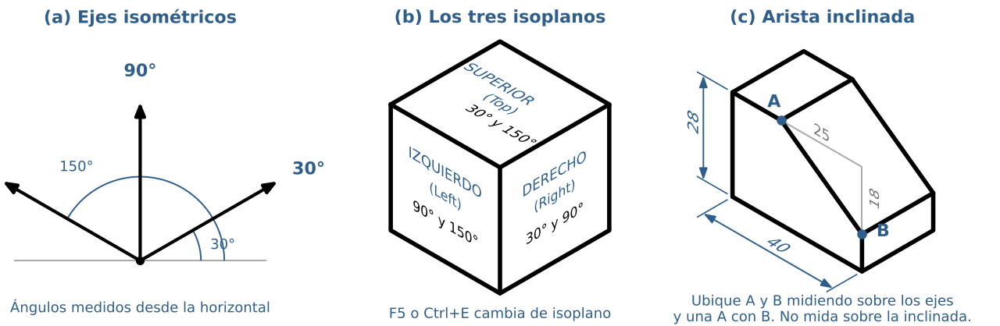 (a) Ejes isométricos
90°
150°
30°
30°
Ángulos medidos desde la horizontal
(b) Los tres isoplanos
SUPERIOR
(Top)
30° y 150°
IZQUIERDO
(Left)
90° y 150°
DERECHO
(Right)
30° y 90°
F5 o Ctrl+E cambia de isoplano
(c) Arista inclinada
A
25
28
18
B
40
Ubique A y B midiendo sobre los ejes
y una A con B. No mida sobre la inclinada.